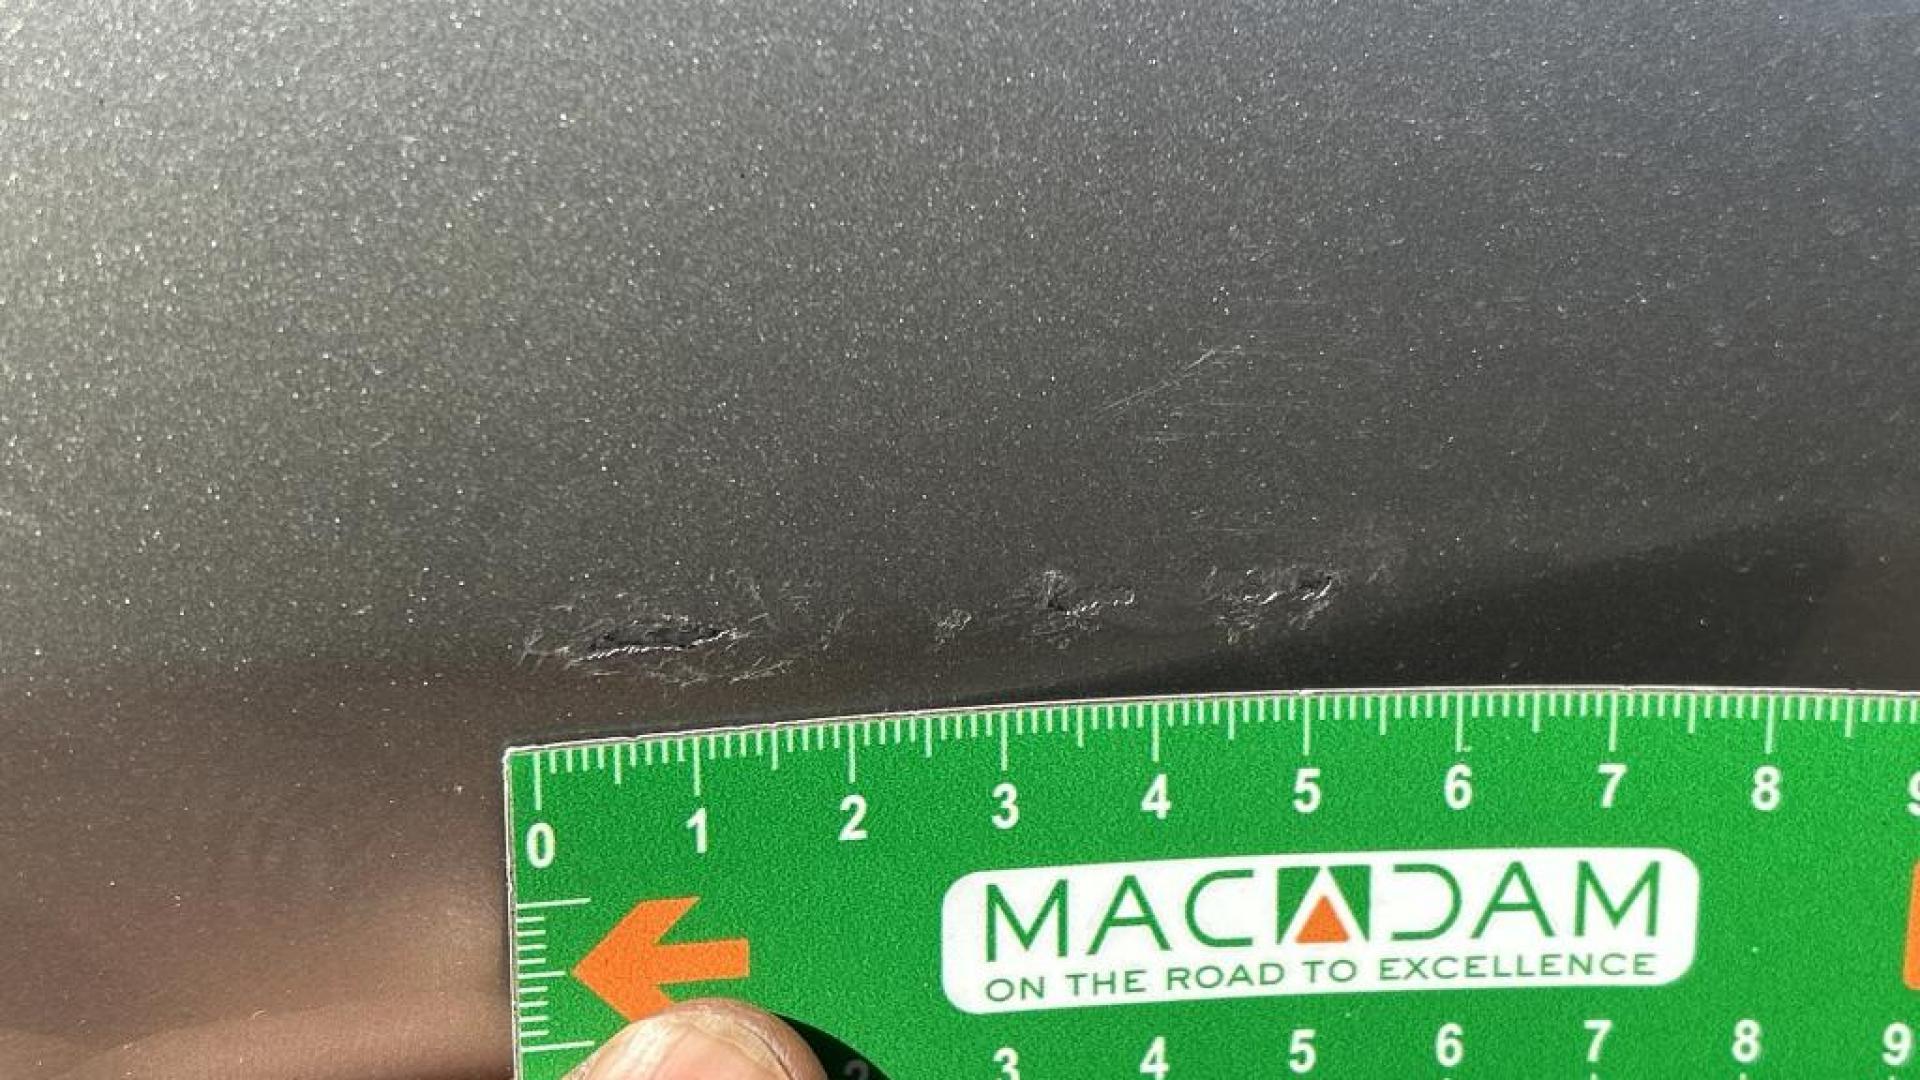 0 1 2 3 4 5 6 7 8 9
MACADAM
ON THE ROAD TO EXCELLENCE
2 3 4 5 6 7 8 9